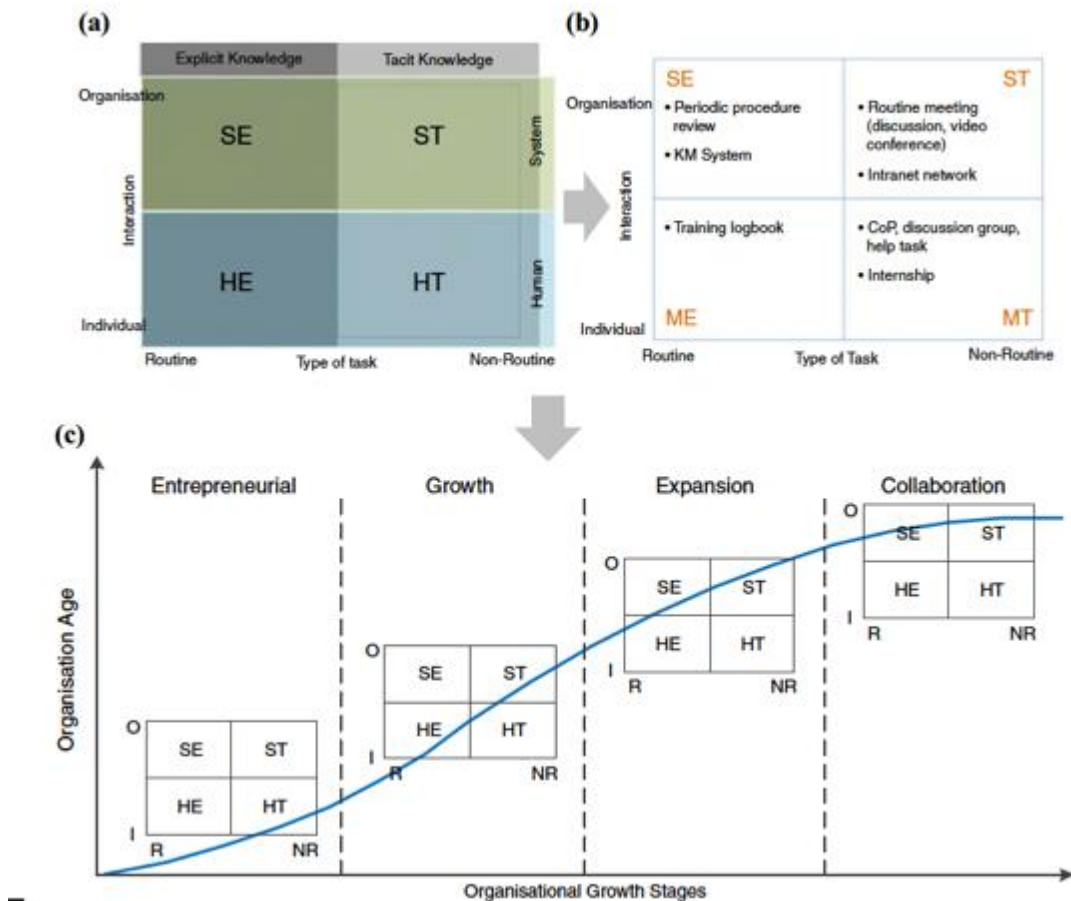 (a)
Explicit Knowledge Tacit Knowledge
Organisation
SE ST
System
Interaction
HE HT
Human
Individual
Routine Type of task Non-Routine
(b)
SE ST
Organisation
• Periodic procedure
review
• KM System
• Routine meeting
(discussion, video
conference)
• Intranet network
Interaction
• Training logbook
• CoP, discussion group,
help task
• Internship
ME MT
Individual
Routine Type of Task Non-Routine
(c)
Entrepreneurial Growth Expansion Collaboration
Organisation Age
O
SE ST
HE HT
I
R NR
O
SE ST
HE HT
I
R NR
O
SE ST
HE HT
I
R NR
O
SE ST
HE HT
I
R NR
Organisational Growth Stages